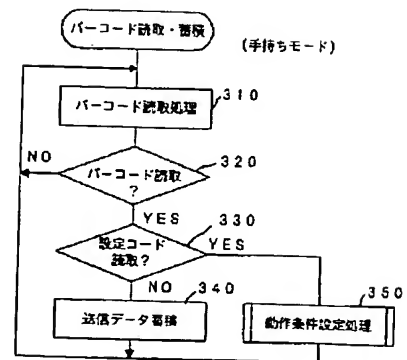 バーコード読取・蓄積
(手持ちモード)
310
バーコード読取処理
320
NO
バーコード読取
?
YES
330
設定コード
読取?
YES
NO
340
送信データ蓄積
350
動作条件設定処理